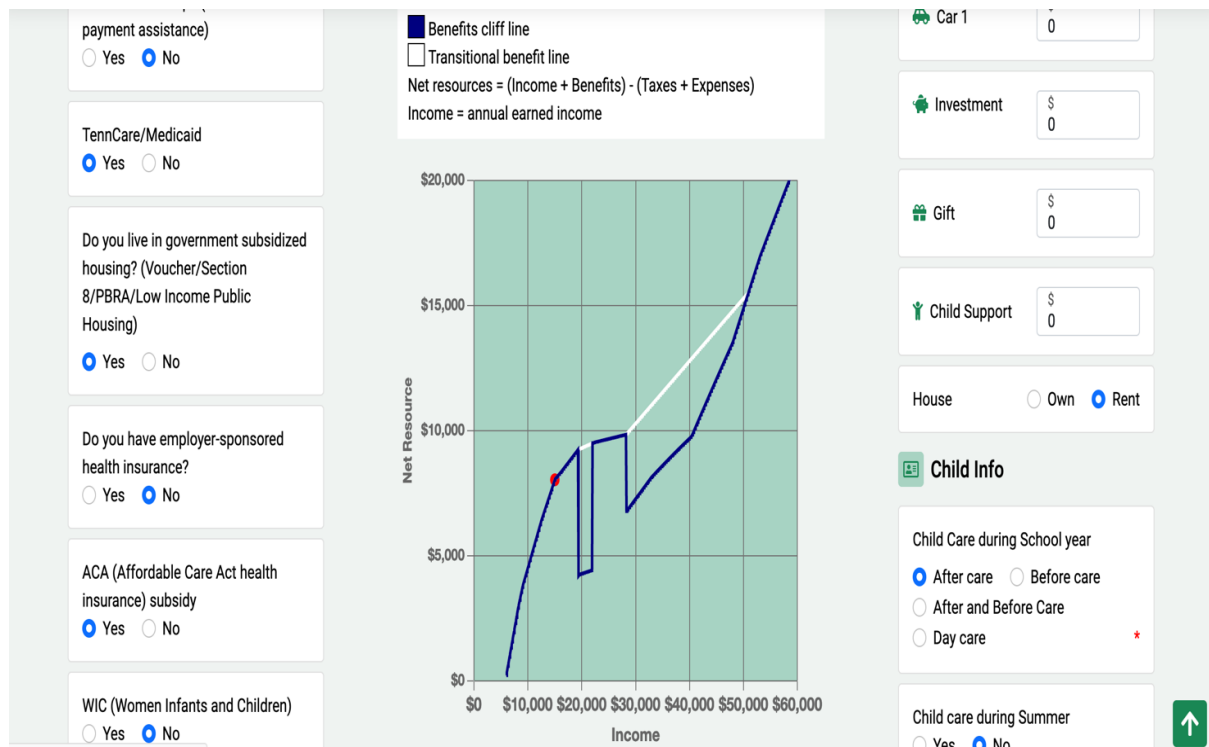 payment assistance)
Yes No
TennCare/Medicaid
Yes No
Do you live in government subsidized
housing? (Voucher/Section
8/PBRA/Low Income Public
Housing)
Yes No
Do you have employer-sponsored
health insurance?
Yes No
ACA (Affordable Care Act health
insurance) subsidy
Yes No
WIC (Women Infants and Children)
Yes No
Benefits cliff line
Transitional benefit line
Net resources = (Income + Benefits) - (Taxes + Expenses)
Income = annual earned income
$20,000
$15,000
$10,000
$5,000
$0
Net Resource
$0 $10,000 $20,000 $30,000 $40,000 $50,000 $60,000
Income
Car 1
0
Investment
$
0
Gift
$
0
Child Support
$
0
House Own Rent
Child Info
Child Care during School year
After care Before care
After and Before Care
Day care *
Child care during Summer
Yes No